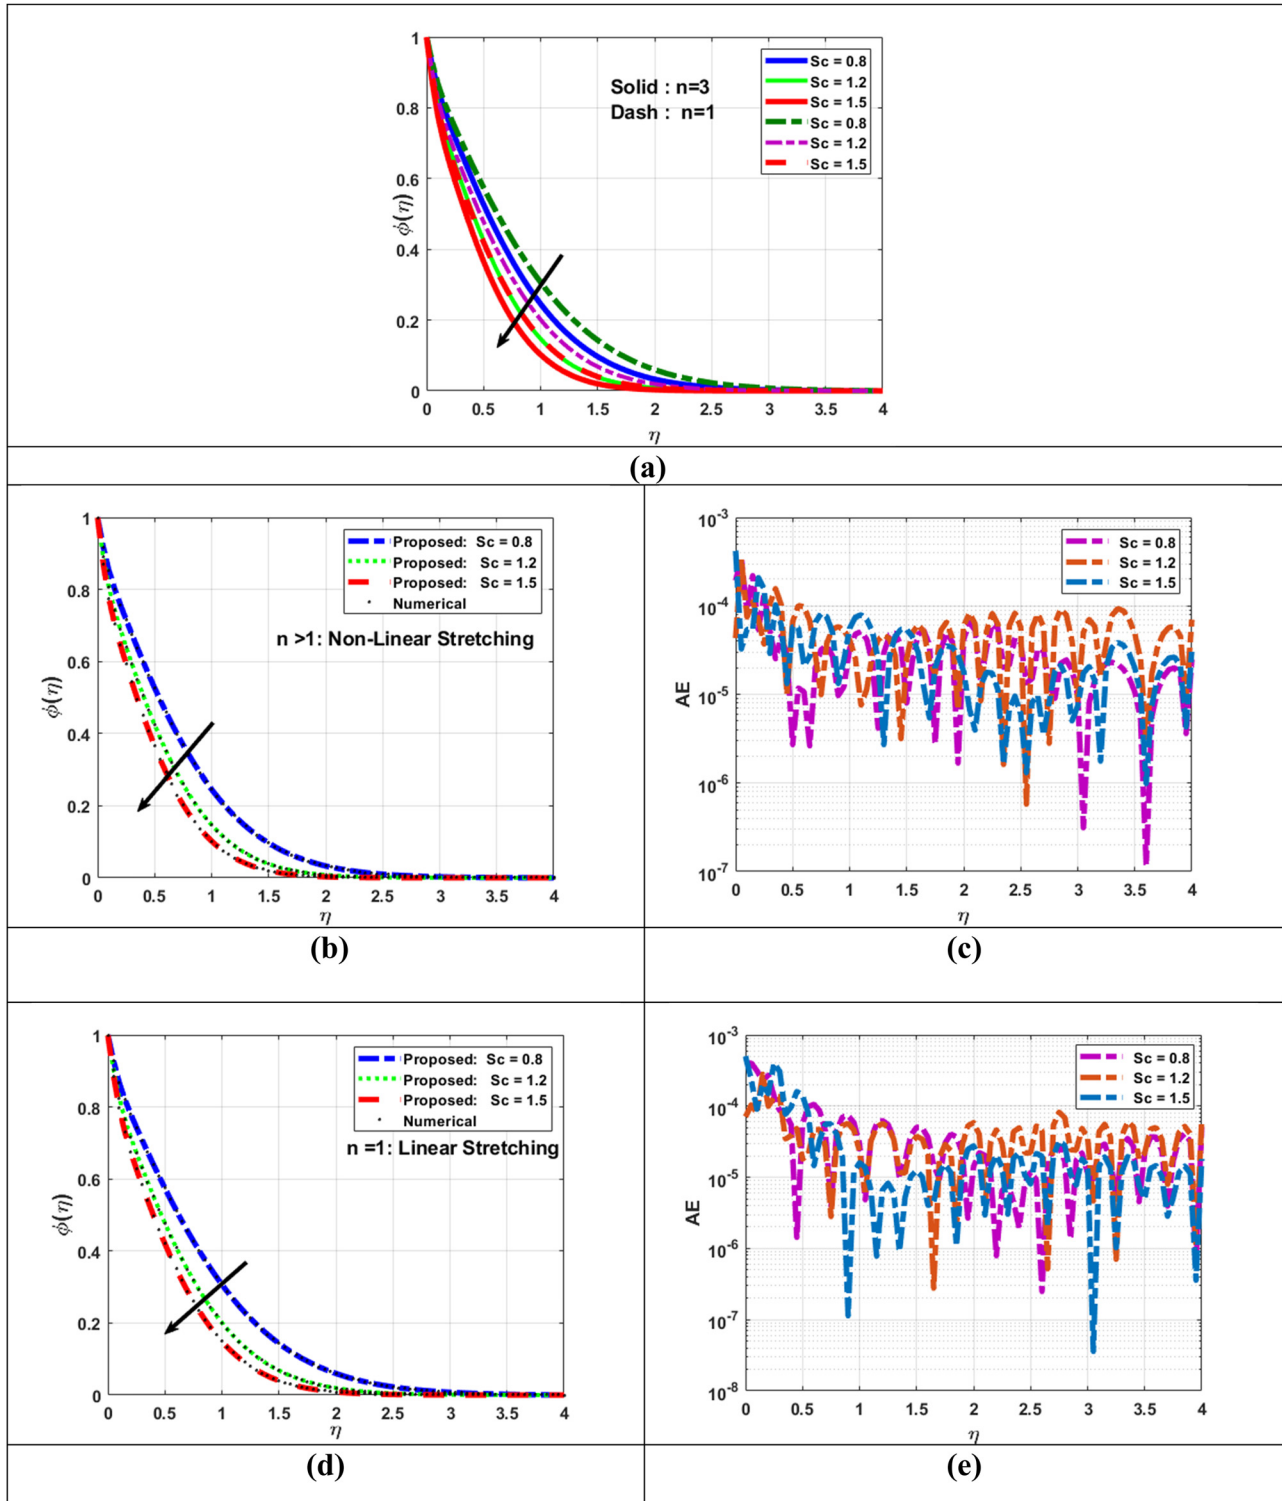 1
0.8
0.6
0.4
0.2
0
ϕ(η)
Solid : n=3
Dash : n=1
Sc = 0.8
Sc = 1.2
Sc = 1.5
Sc = 0.8
Sc = 1.2
Sc = 1.5
0 0.5 1 1.5 2 2.5 3 3.5 4
η
(a)
1
0.8
0.6
0.4
0.2
0
ϕ(η)
Proposed: Sc = 0.8
Proposed: Sc = 1.2
Proposed: Sc = 1.5
Numerical
n >1: Non-Linear Stretching
0 0.5 1 1.5 2 2.5 3 3.5 4
η
(b)
10⁻³
10⁻⁴
10⁻⁵
10⁻⁶
10⁻⁷
AE
Sc = 0.8
Sc = 1.2
Sc = 1.5
0 0.5 1 1.5 2 2.5 3 3.5 4
η
(c)
1
0.8
0.6
0.4
0.2
0
ϕ(η)
Proposed: Sc = 0.8
Proposed: Sc = 1.2
Proposed: Sc = 1.5
Numerical
n =1: Linear Stretching
0 0.5 1 1.5 2 2.5 3 3.5 4
η
(d)
10⁻³
10⁻⁴
10⁻⁵
10⁻⁶
10⁻⁷
10⁻⁸
AE
Sc = 0.8
Sc = 1.2
Sc = 1.5
0 0.5 1 1.5 2 2.5 3 3.5 4
η
(e)